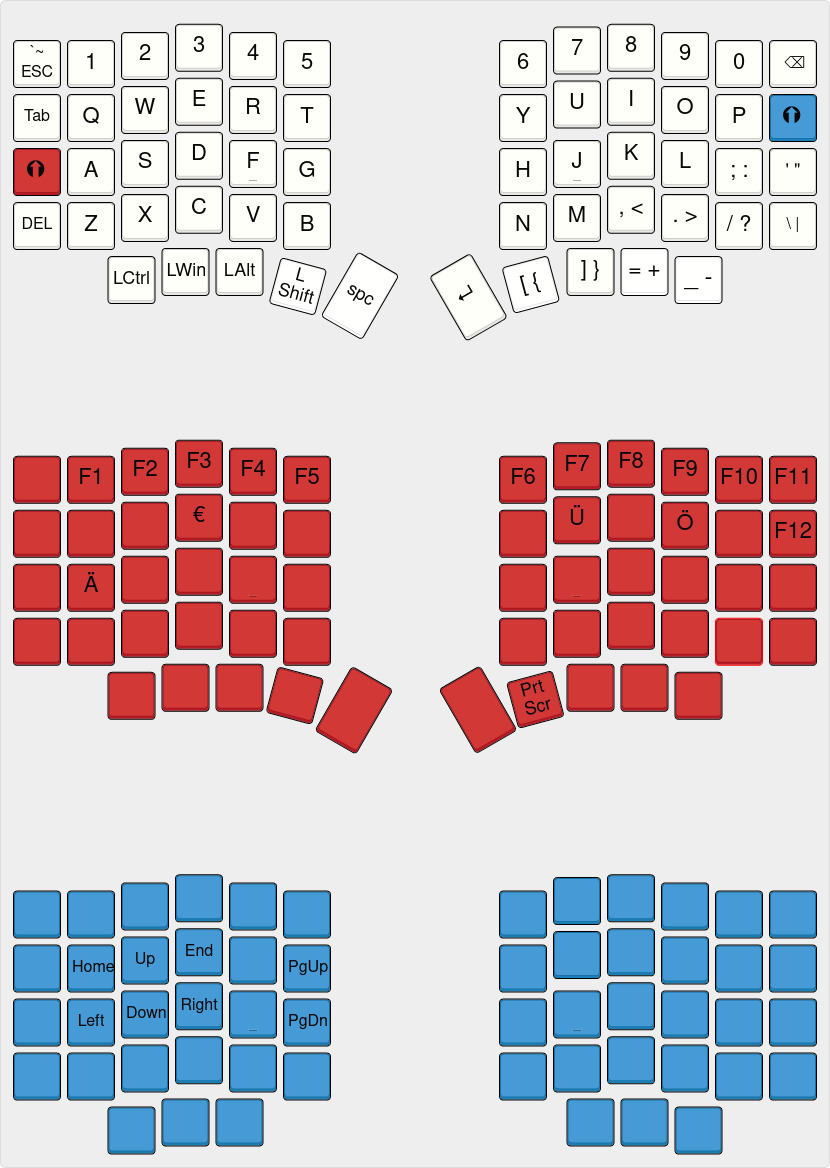 `~ ESC 1 2 3 4 5 6 7 8 9 0 ⌫
Tab Q W E R T Y U I O P
A S D F G H J K L ; : ' "
_ _
DEL Z X C V B N M , < . > / ? \ |
LCtrl LWin LAlt L Shift spc ↵ [ { ] } = + _ -
F1 F2 F3 F4 F5 F6 F7 F8 F9 F10 F11
€ Ü Ö F12
Ä _ _
Prt Scr
Home Up End PgUp
Left Down Right _ PgDn _